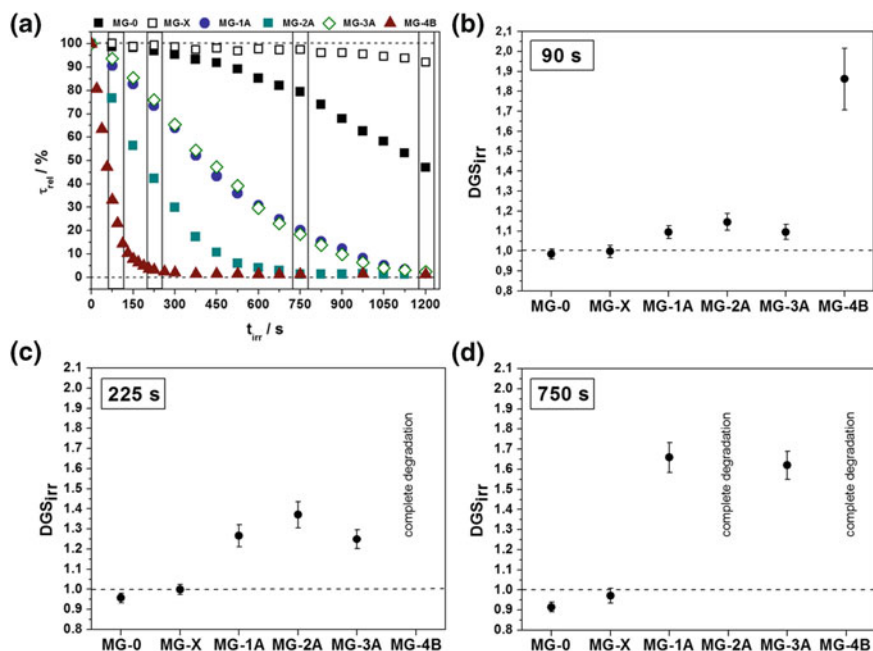 (a)
MG-0 MG-X MG-1A MG-2A MG-3A MG-4B
100
90
80
70
60
50
40
30
20
10
0
τrel / %
0 150 300 450 600 750 900 1050 1200
tirr / s
(b)
90 s
2,1
2,0
1,9
1,8
1,7
1,6
1,5
1,4
1,3
1,2
1,1
1,0
0,9
0,8
DGSirr
MG-0 MG-X MG-1A MG-2A MG-3A MG-4B
(c)
225 s
2.1
2.0
1.9
1.8
1.7
1.6
1.5
1.4
1.3
1.2
1.1
1.0
0.9
0.8
DGSirr
complete degradation
MG-0 MG-X MG-1A MG-2A MG-3A MG-4B
(d)
750 s
2.1
2.0
1.9
1.8
1.7
1.6
1.5
1.4
1.3
1.2
1.1
1.0
0.9
0.8
DGSirr
complete degradation
complete degradation
MG-0 MG-X MG-1A MG-2A MG-3A MG-4B